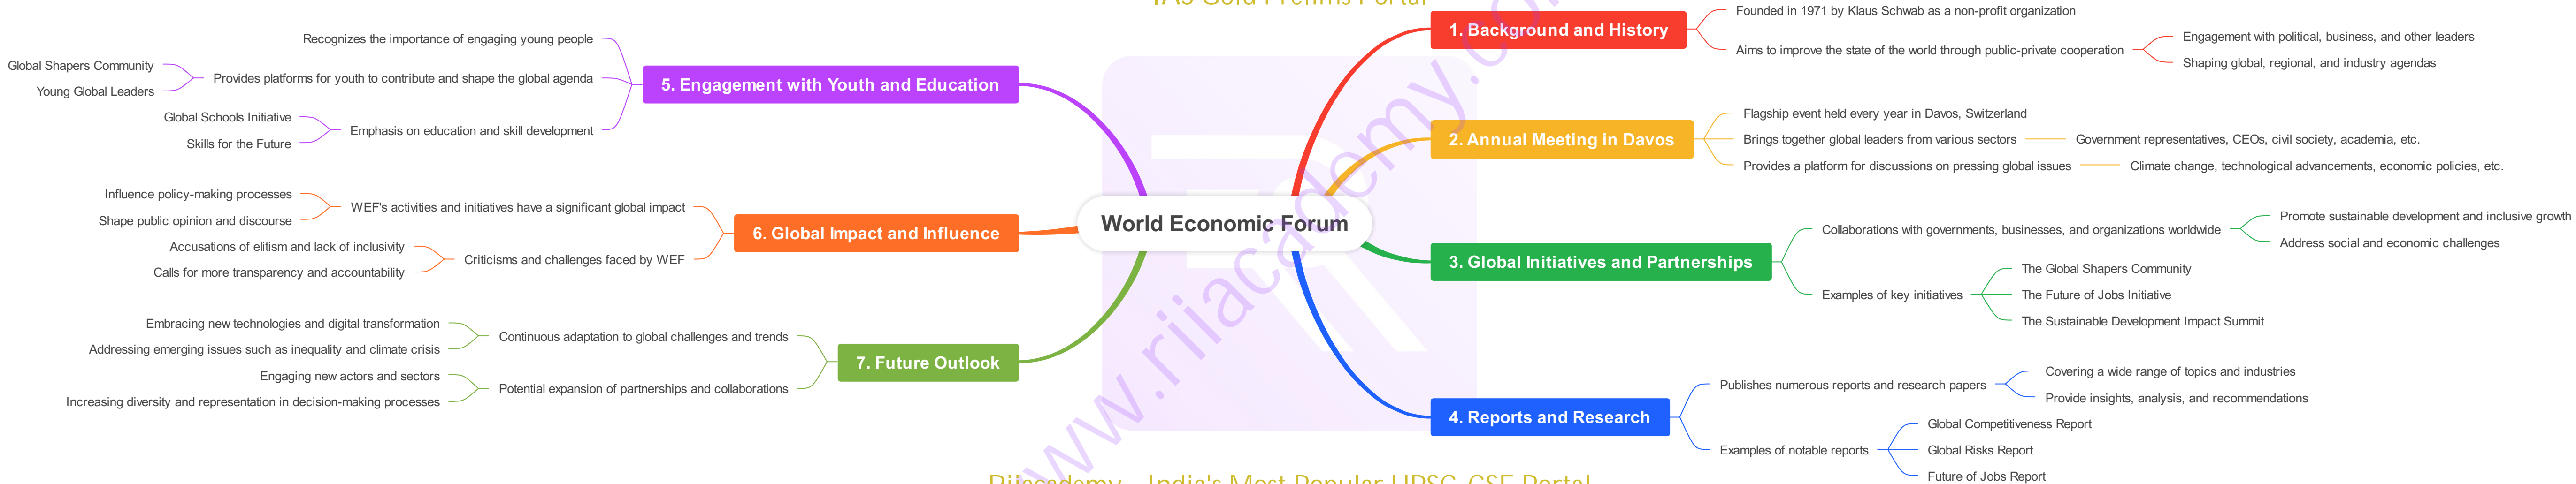 IAS Gold Prelims Portal
World Economic Forum
1. Background and History
Founded in 1971 by Klaus Schwab as a non-profit organization
Aims to improve the state of the world through public-private cooperation
Engagement with political, business, and other leaders
Shaping global, regional, and industry agendas
2. Annual Meeting in Davos
Flagship event held every year in Davos, Switzerland
Brings together global leaders from various sectors
Government representatives, CEOs, civil society, academia, etc.
Provides a platform for discussions on pressing global issues
Climate change, technological advancements, economic policies, etc.
3. Global Initiatives and Partnerships
Collaborations with governments, businesses, and organizations worldwide
Promote sustainable development and inclusive growth
Address social and economic challenges
Examples of key initiatives
The Global Shapers Community
The Future of Jobs Initiative
The Sustainable Development Impact Summit
4. Reports and Research
Publishes numerous reports and research papers
Covering a wide range of topics and industries
Provide insights, analysis, and recommendations
Examples of notable reports
Global Competitiveness Report
Global Risks Report
Future of Jobs Report
5. Engagement with Youth and Education
Recognizes the importance of engaging young people
Provides platforms for youth to contribute and shape the global agenda
Global Shapers Community
Young Global Leaders
Emphasis on education and skill development
Global Schools Initiative
Skills for the Future
6. Global Impact and Influence
WEF's activities and initiatives have a significant global impact
Influence policy-making processes
Shape public opinion and discourse
Criticisms and challenges faced by WEF
Accusations of elitism and lack of inclusivity
Calls for more transparency and accountability
7. Future Outlook
Continuous adaptation to global challenges and trends
Embracing new technologies and digital transformation
Addressing emerging issues such as inequality and climate crisis
Potential expansion of partnerships and collaborations
Engaging new actors and sectors
Increasing diversity and representation in decision-making processes
Rijacademy - India's Most Popular UPSC-CSE Portal